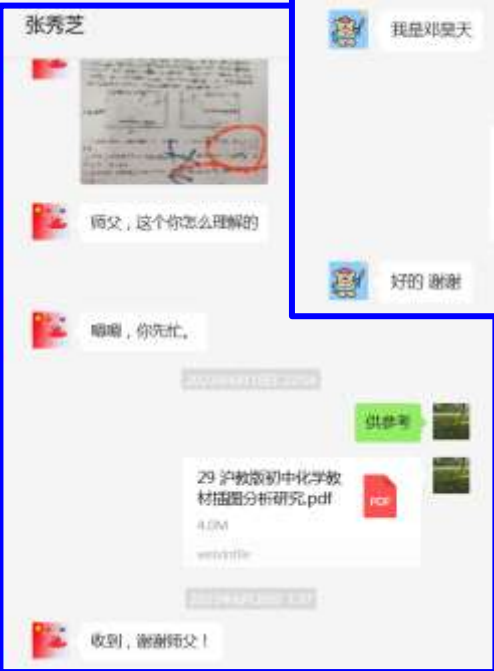 张秀芝
我是邓昊天
师父，这个你怎么理解的
好的 谢谢
嗯嗯，你先忙。
供参考
29 沪教版初中化学教
材插图分析研究.pdf
PDF
4.0M
收到，谢谢师父！